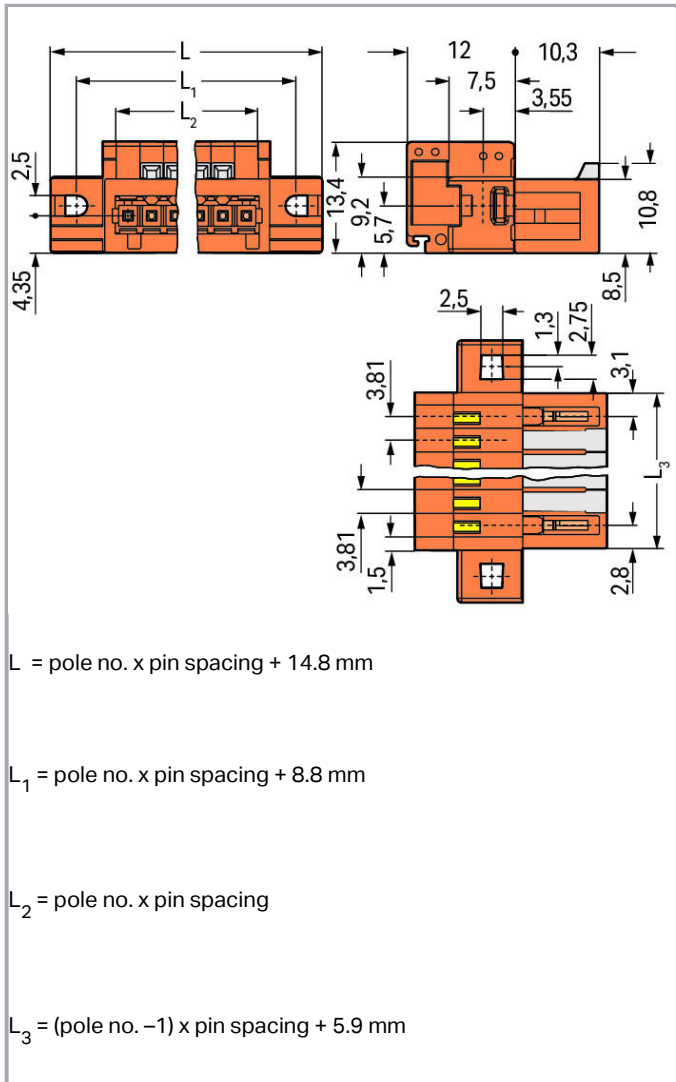 L
12
10,3
L1
7,5
L2
3,55
2,5
13,4
9,2
5,7
10,8
4,35
8,5
2,5
1,3
2,75
3,1
3,81
L3
3,81
1,5
2,8
L = pole no. x pin spacing + 14.8 mm
L1 = pole no. x pin spacing + 8.8 mm
L2 = pole no. x pin spacing
L3 = (pole no. –1) x pin spacing + 5.9 mm